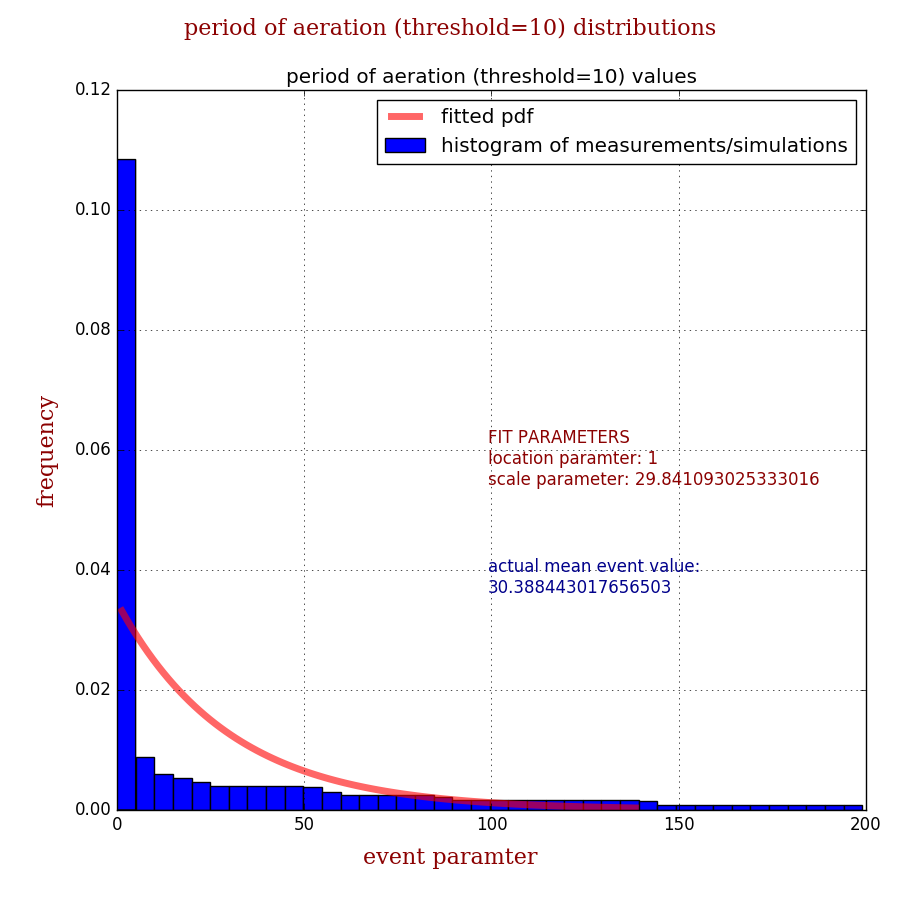 period of aeration (threshold=10) distributions
period of aeration (threshold=10) values
0.12
0.10
0.08
0.06
0.04
0.02
0.00
frequency
fitted pdf
histogram of measurements/simulations
FIT PARAMETERS
location paramter: 1
scale parameter: 29.841093025333016
actual mean event value:
30.388443017656503
0 50 100 150 200
event paramter